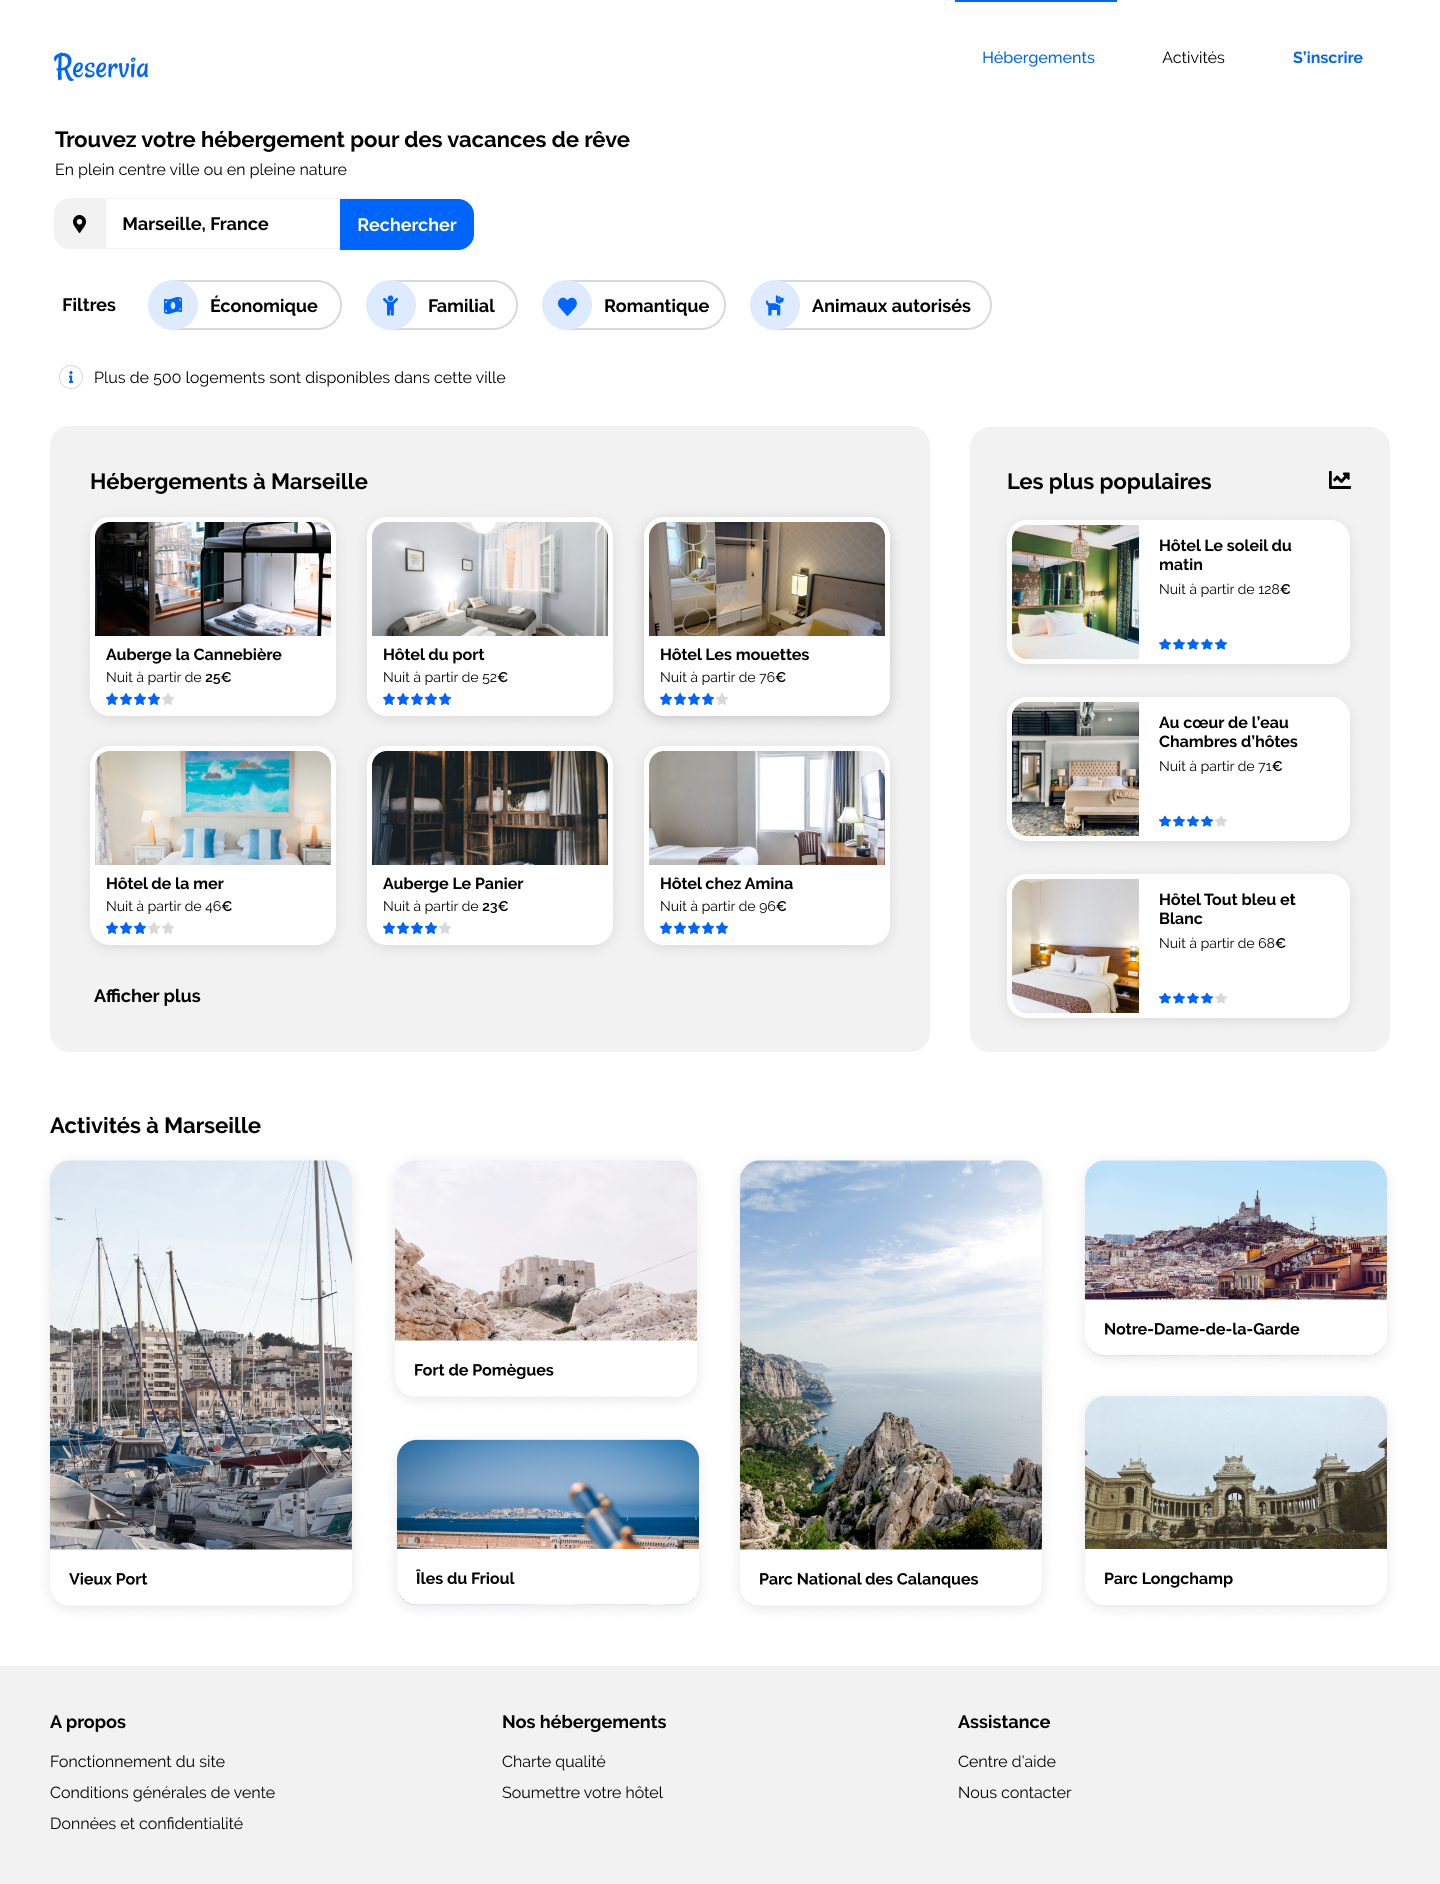 Reservia
Hébergements
Activités
S'inscrire
Trouvez votre hébergement pour des vacances de rêve
En plein centre ville ou en pleine nature
Marseille, France
Rechercher
Filtres
Économique
Familial
Romantique
Animaux autorisés
Plus de 500 logements sont disponibles dans cette ville
Hébergements à Marseille
Auberge la Cannebière
Nuit à partir de 25€
Hôtel du port
Nuit à partir de 52€
Hôtel Les mouettes
Nuit à partir de 76€
Hôtel de la mer
Nuit à partir de 46€
Auberge Le Panier
Nuit à partir de 23€
Hôtel chez Amina
Nuit à partir de 96€
Afficher plus
Les plus populaires
Hôtel Le soleil du
matin
Nuit à partir de 128€
Au cœur de l'eau
Chambres d'hôtes
Nuit à partir de 71€
Hôtel Tout bleu et
Blanc
Nuit à partir de 68€
Activités à Marseille
Vieux Port
Fort de Pomègues
Îles du Frioul
Parc National des Calanques
Notre-Dame-de-la-Garde
Parc Longchamp
A propos
Fonctionnement du site
Conditions générales de vente
Données et confidentialité
Nos hébergements
Charte qualité
Soumettre votre hôtel
Assistance
Centre d'aide
Nous contacter